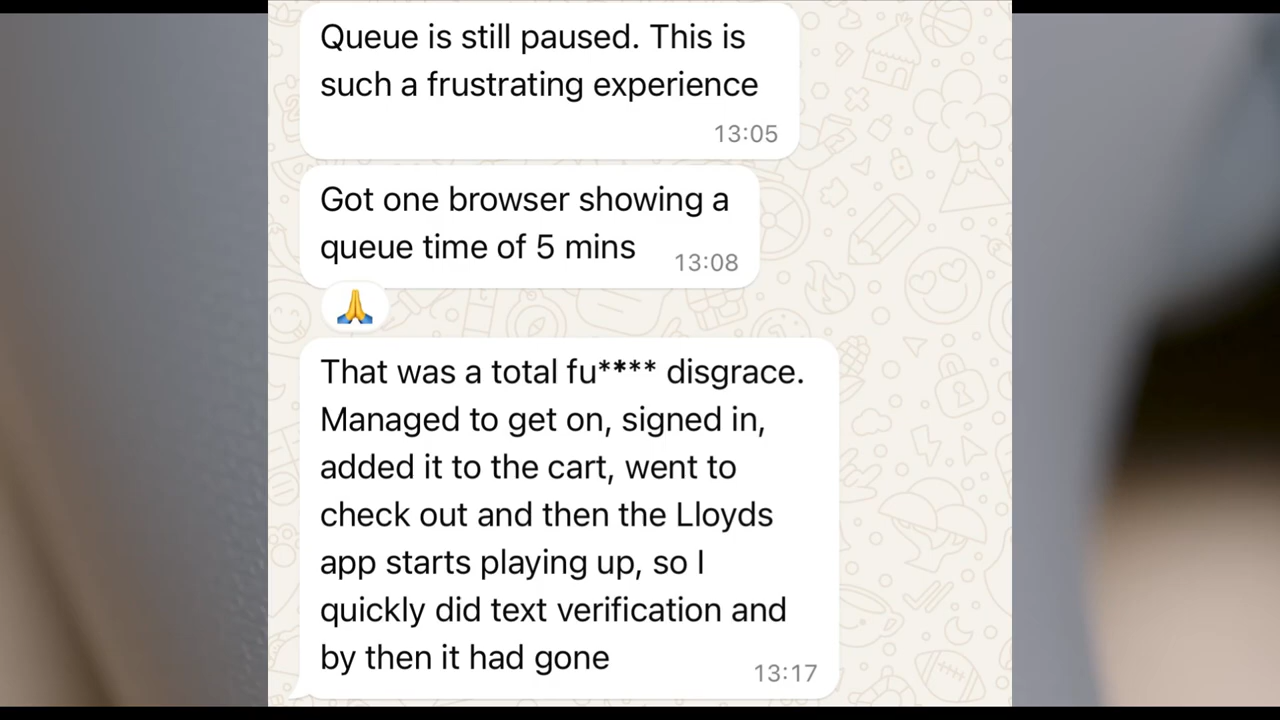 Queue is still paused. This is
such a frustrating experience
13:05
Got one browser showing a
queue time of 5 mins
13:08
🙏
That was a total fu**** disgrace.
Managed to get on, signed in,
added it to the cart, went to
check out and then the Lloyds
app starts playing up, so I
quickly did text verification and
by then it had gone
13:17